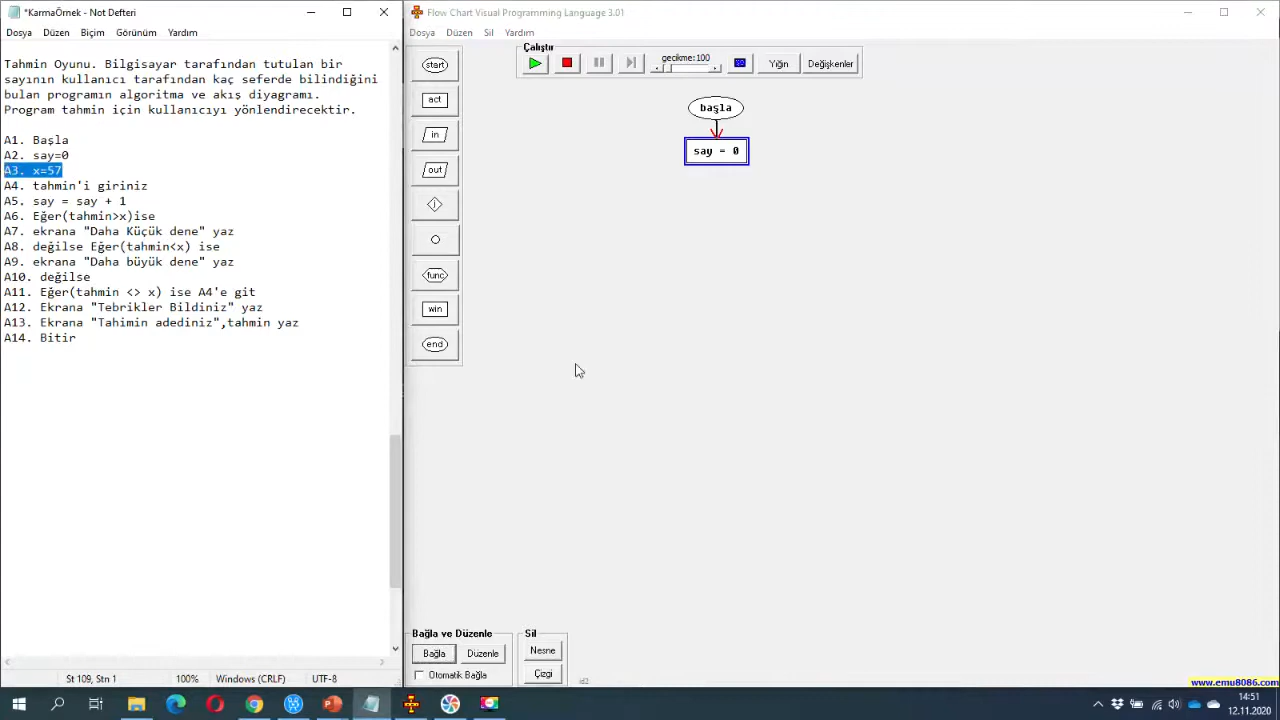 *KarmaÖrnek - Not Defteri
Dosya Düzen Biçim Görünüm Yardım
Tahmin Oyunu. Bilgisayar tarafından tutulan bir
sayının kullanıcı tarafından kaç seferde bilindiğini
bulan programın algoritma ve akış diyagramı.
Program tahmin için kullanıcıyı yönlendirecektir.
A1. Başla
A2. say=0
A3. x=57
A4. tahmin'i giriniz
A5. say = say + 1
A6. Eğer(tahmin>x)ise
A7. ekrana "Daha Küçük dene" yaz
A8. değilse Eğer(tahmin<x) ise
A9. ekrana "Daha büyük dene" yaz
A10. değilse
A11. Eğer(tahmin <> x) ise A4'e git
A12. Ekrana "Tebrikler Bildiniz" yaz
A13. Ekrana "Tahimin adediniz",tahmin yaz
A14. Bitir
St 109, Stn 1 100% Windows (CRLF) UTF-8
Flow Chart Visual Programming Language 3.01
Dosya Düzen Sil Yardım
Çalıştır
gecikme:100
Yığın
Değişkenler
start
act
in
out
func
win
end
başla
say = 0
Bağla ve Düzenle
Bağla
Duzenle
Otomatik Bağla
Sil
Nesne
Çizgi
d2
www.emu8086.com
14:51
12.11.2020